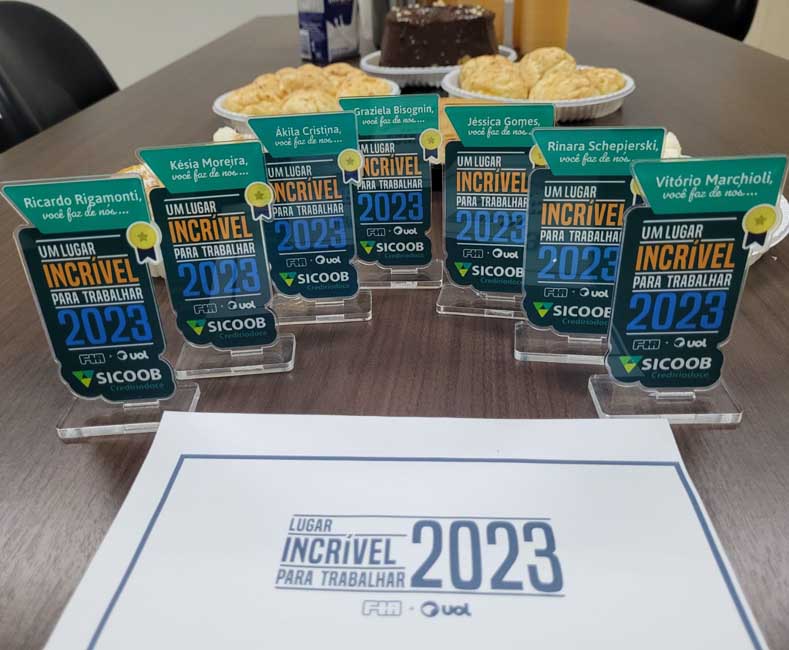 Ricardo Rigamonti,
você faz de nós....
UM LUGAR
INCRÍVEL
PARA TRABALHAR
2023
FIA • uol
SICOOB
Credirodocê
Késia Moreira,
você faz de nós....
UM LUGAR
INCRÍVEL
PARA TRABALHAR
2023
FIA • uol
SICOOB
Ákila Cristina,
você faz de nós....
UM LUGAR
INCRÍVEL
PARA TRABALHAR
2023
FIA • uol
SICOOB
Graziela Bisognin,
você faz de nós....
UM LUGAR
INCRÍVEL
PARA TRABALHAR
2023
FIA • uol
SICOOB
Jéssica Gomes,
você faz de nós....
UM LUGAR
INCRÍVEL
PARA TRABALHAR
2023
FIA • uol
SICOOB
Rinara Schepierski,
você faz de nós....
UM LUGAR
INCRÍVEL
PARA TRABALHAR
2023
FIA • uol
SICOOB
Vitório Marchioli,
você faz de nós....
UM LUGAR
INCRÍVEL
PARA TRABALHAR
2023
FIA • uol
SICOOB
LUGAR
INCRÍVEL
PARA TRABALHAR
2023
FIA • uol